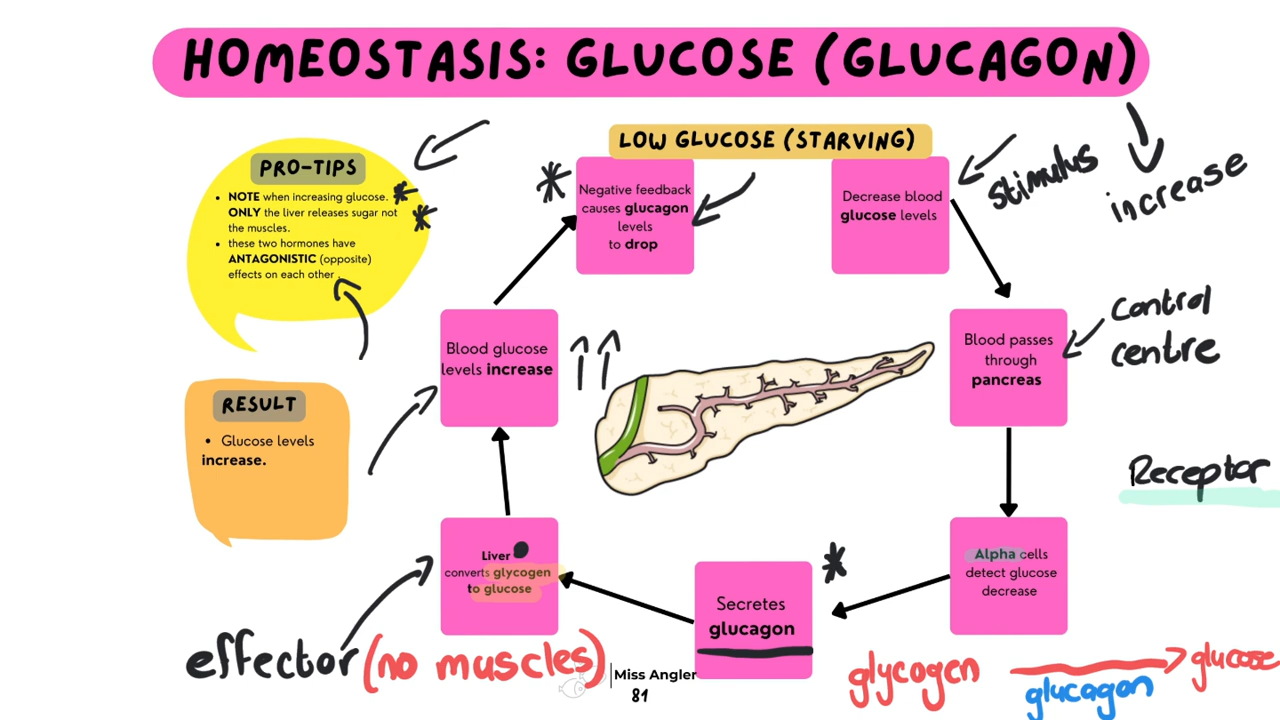 HOMEOSTASIS: GLUCOSE (GLUCAGON)
LOW GLUCOSE (STARVING)
PRO-TIPS
• NOTE when increasing glucose.
ONLY the liver releases sugar not
the muscles.
• these two hormones have
ANTAGONISTIC (opposite)
effects on each other .
Negative feedback
causes glucagon
levels
to drop
Decrease blood
glucose levels
stimulus
increase
Blood glucose
levels increase
Blood passes
through
pancreas
Control
centre
RESULT
• Glucose levels
increase.
Receptor
Liver
converts glycogen
to glucose
Secretes
glucagon
Alpha cells
detect glucose
decrease
effector (no muscles)
Miss Angler
81
glycogen
glucose
glucagon